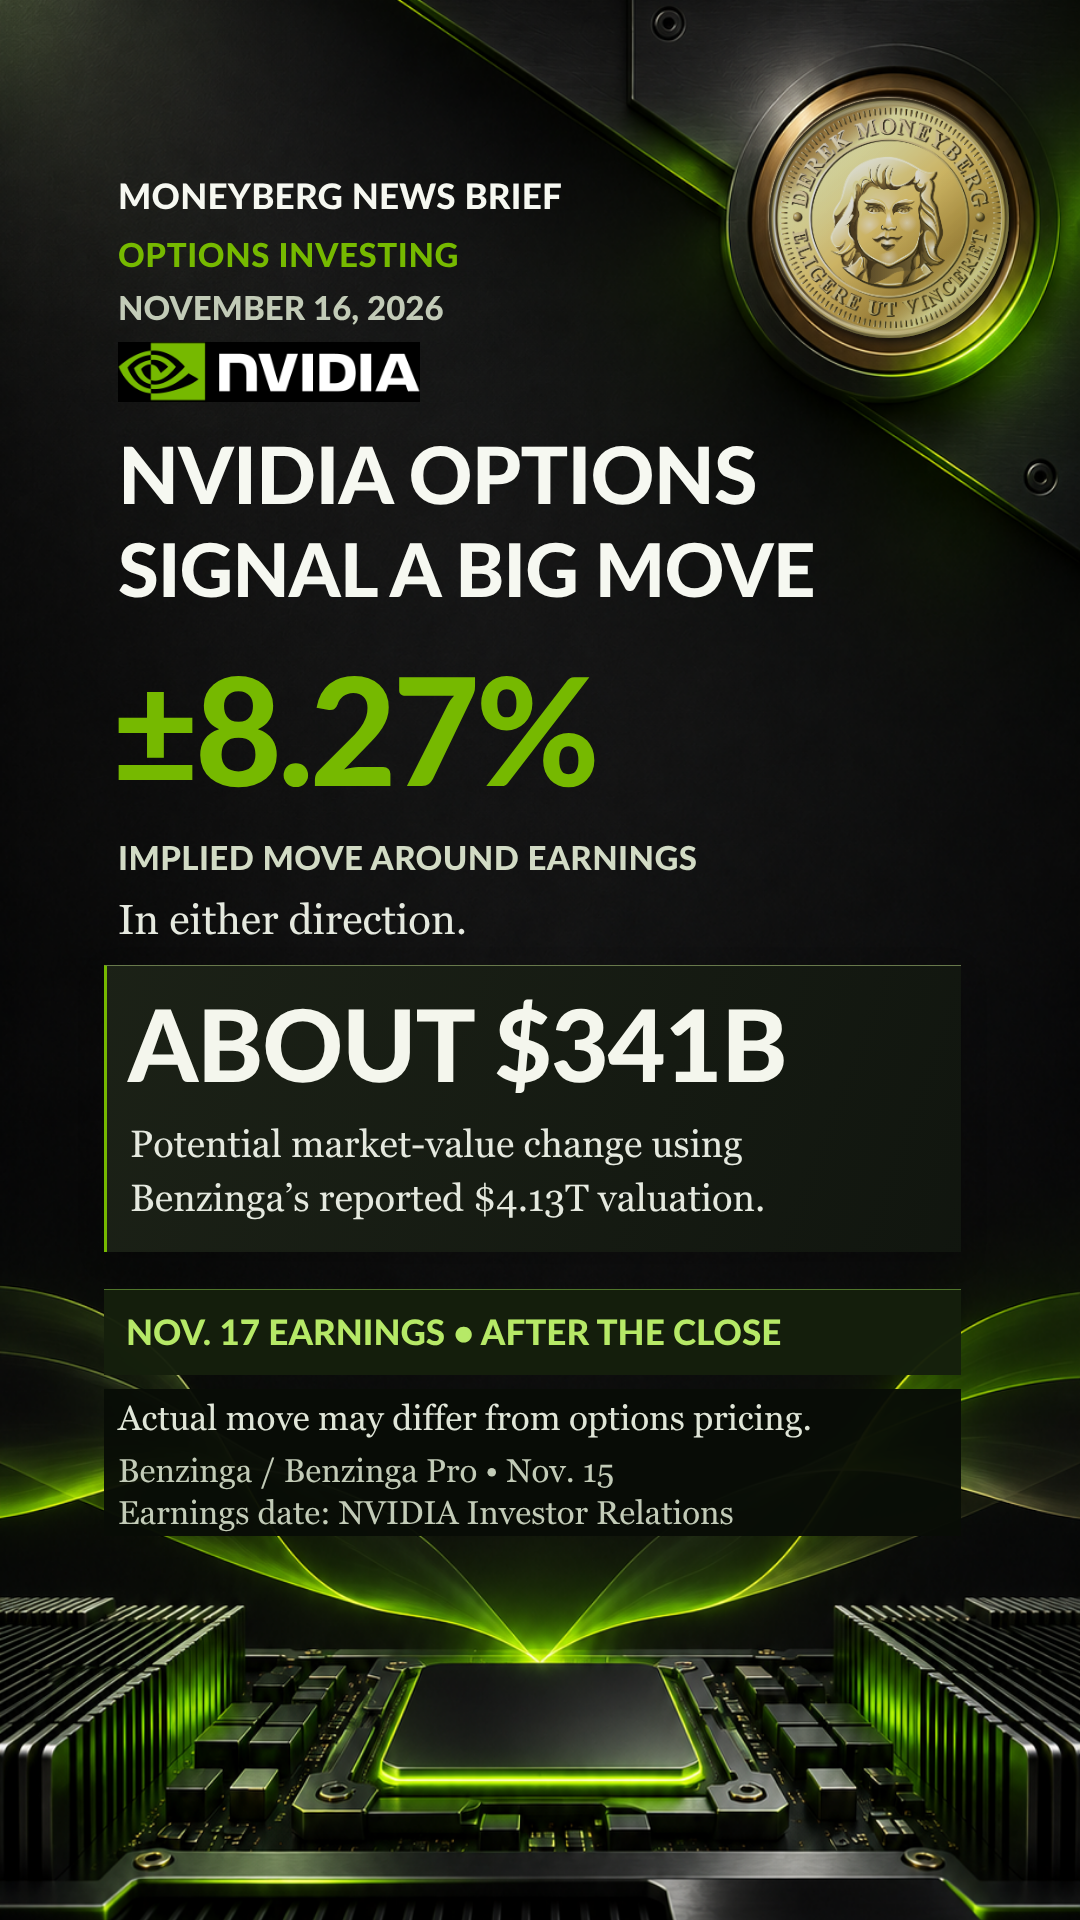 DEREK MONEYBERG
ELIGERE UT VINCERET
MONEYBERG NEWS BRIEF
OPTIONS INVESTING
NOVEMBER 16, 2026
NVIDIA
NVIDIA OPTIONS
SIGNAL A BIG MOVE
±8.27%
IMPLIED MOVE AROUND EARNINGS
In either direction.
ABOUT $341B
Potential market-value change using
Benzinga’s reported $4.13T valuation.
NOV. 17 EARNINGS • AFTER THE CLOSE
Actual move may differ from options pricing.
Benzinga / Benzinga Pro • Nov. 15
Earnings date: NVIDIA Investor Relations